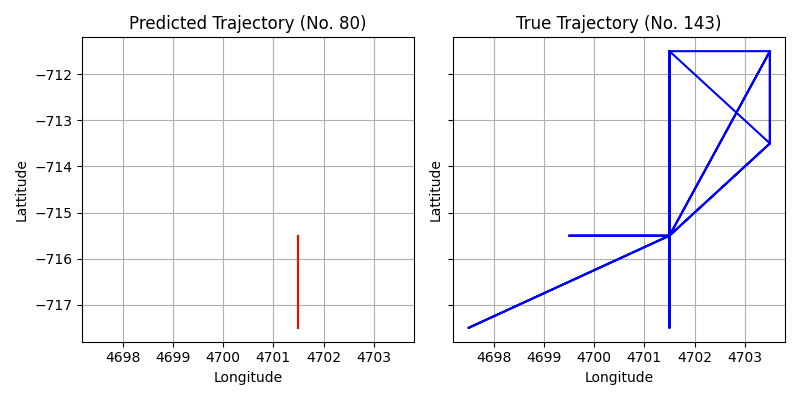 Predicted Trajectory (No. 80)
True Trajectory (No. 143)
Lattitude
−712
−713
−714
−715
−716
−717
4698 4699 4700 4701 4702 4703
Longitude
Lattitude
4698 4699 4700 4701 4702 4703
Longitude